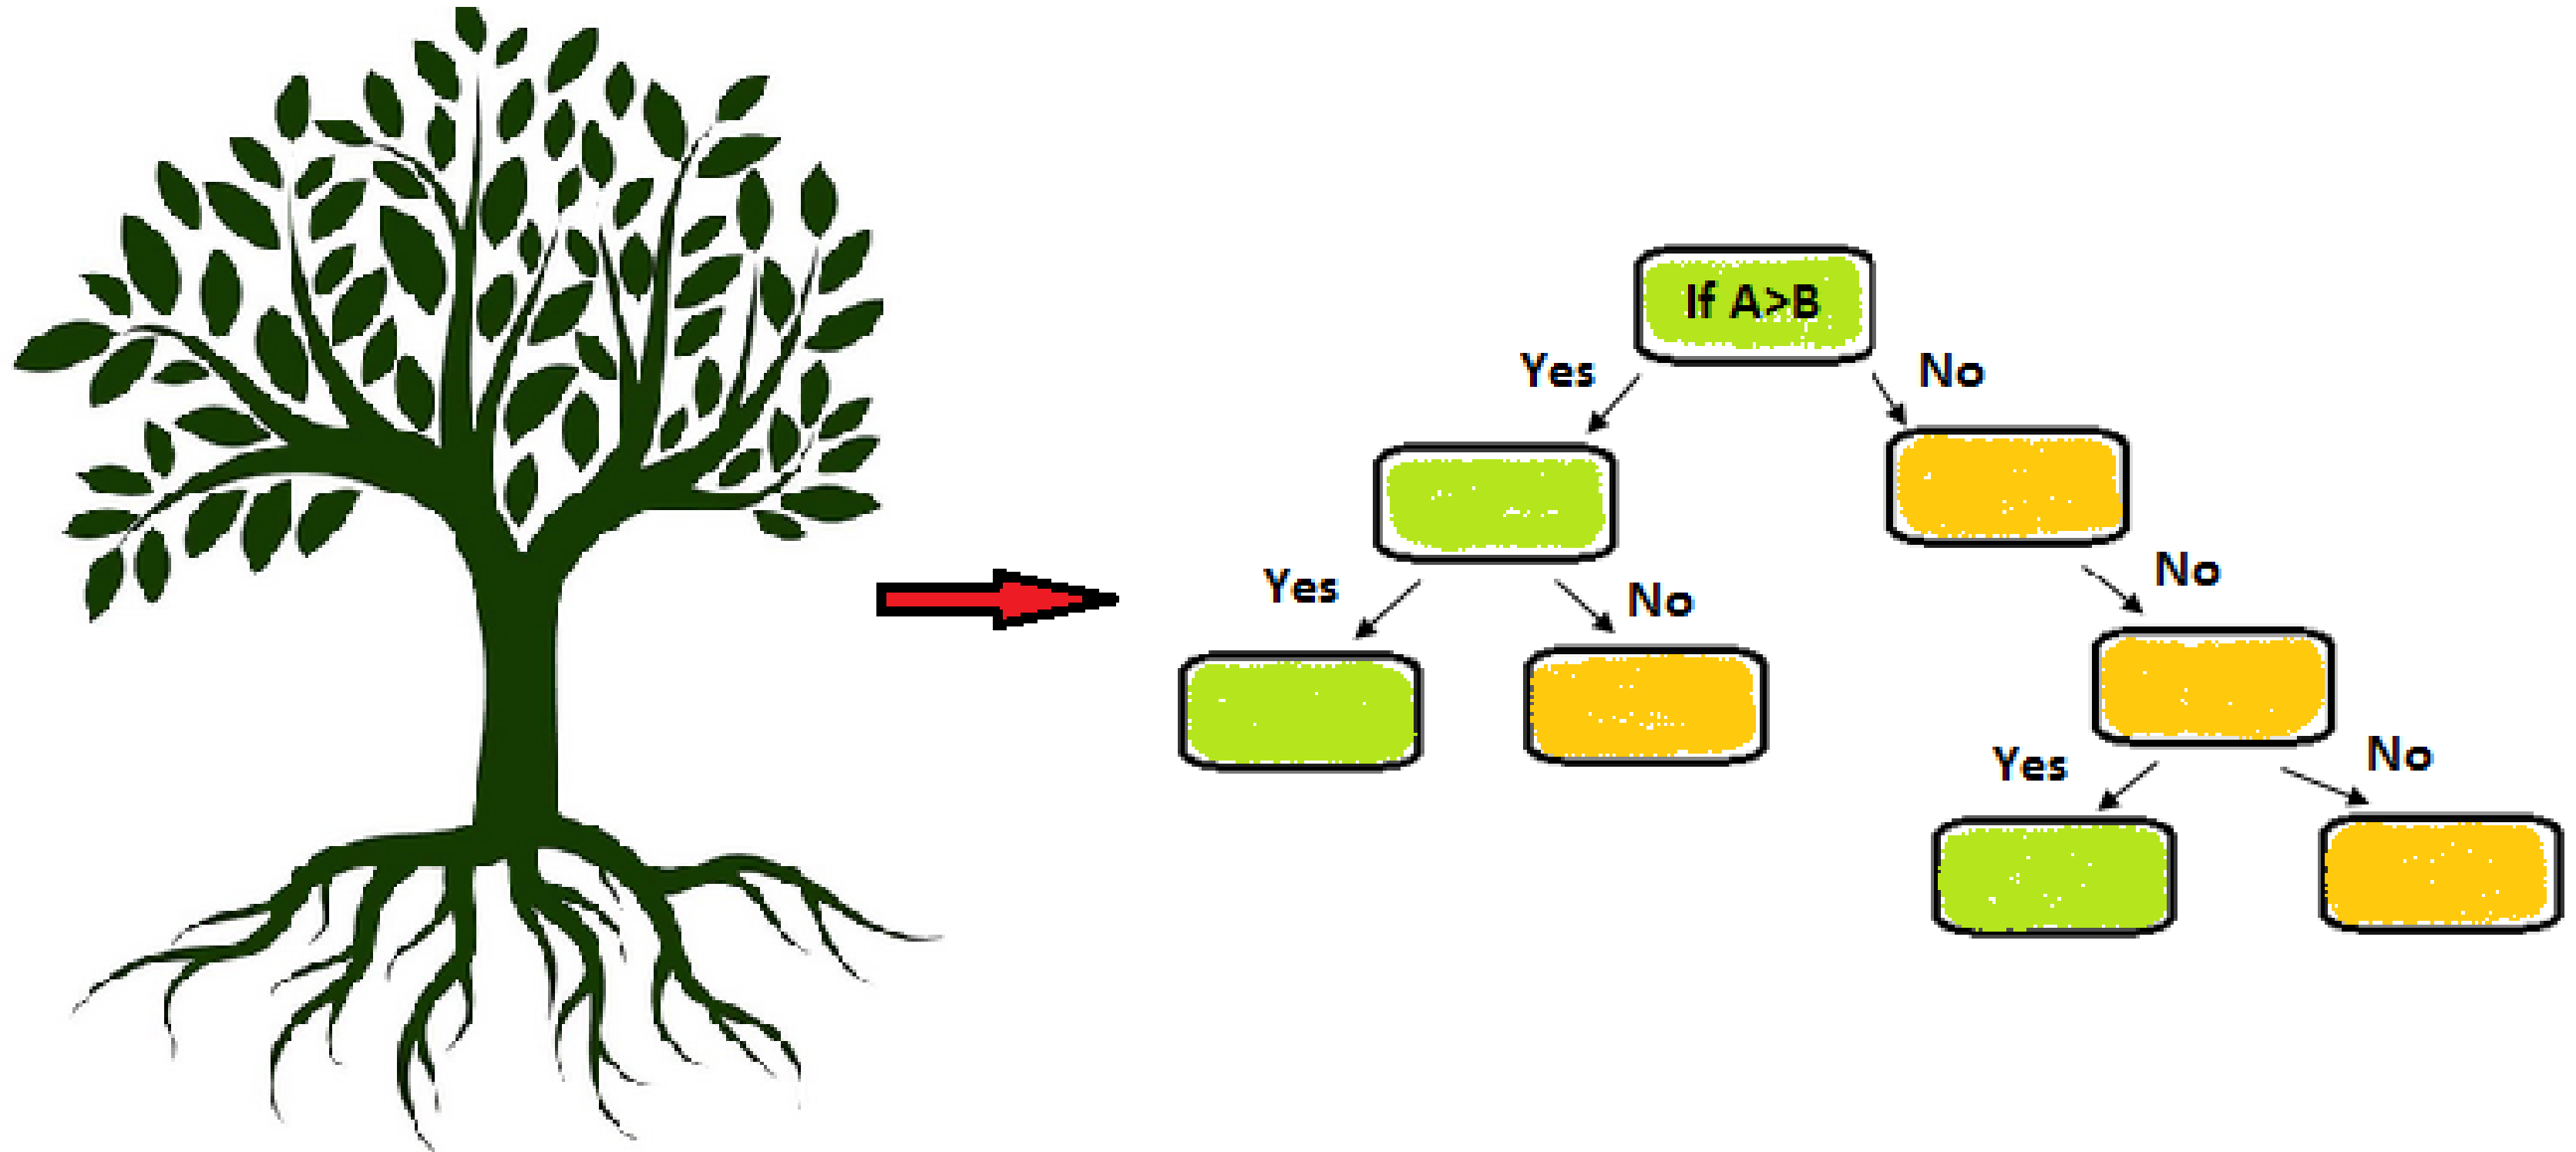 If A>B
Yes
No
Yes
No
No
Yes
No